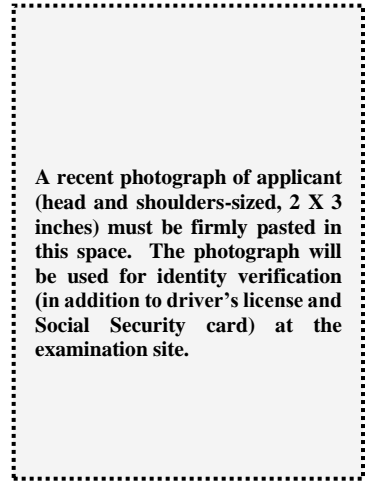 A recent photograph of applicant
(head and shoulders-sized, 2 X 3
inches) must be firmly pasted in
this space.  The photograph will
be used for identity verification
(in addition to driver’s license and
Social Security card) at the
examination site.